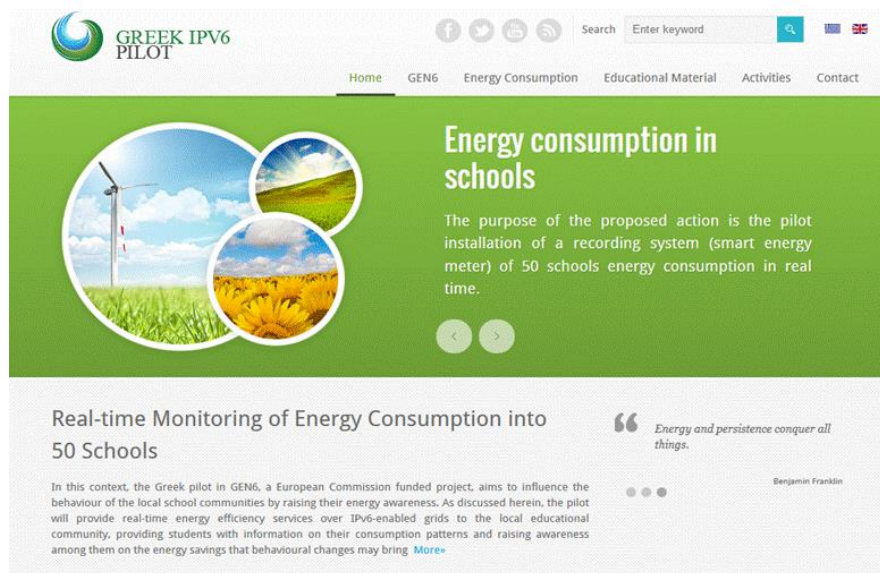 GREEK IPV6
PILOT
Search Enter keyword
Home GEN6 Energy Consumption Educational Material Activities Contact
Energy consumption in
schools
The purpose of the proposed action is the pilot
installation of a recording system (smart energy
meter) of 50 schools energy consumption in real
time.
Real-time Monitoring of Energy Consumption into
50 Schools
In this context, the Greek pilot in GEN6, a European Commission funded project, aims to influence the
behaviour of the local school communities by raising their energy awareness. As discussed herein, the pilot
will provide real-time energy efficiency services over IPv6-enabled grids to the local educational
community, providing students with information on their consumption patterns and raising awareness
among them on the energy savings that behavioural changes may bring More»
Energy and persistence conquer all
things.
Benjamin Franklin